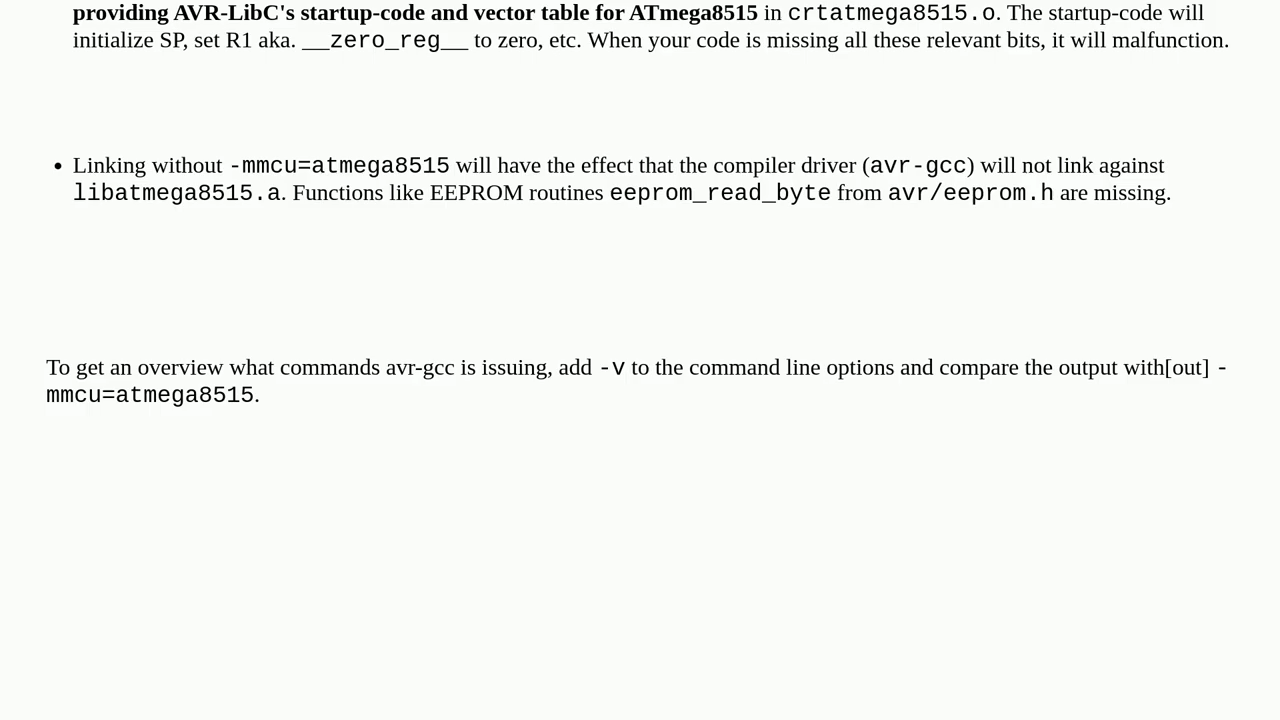 providing AVR-LibC's startup-code and vector table for ATmega8515 in crtatmega8515.o. The startup-code will
initialize SP, set R1 aka. __zero_reg__ to zero, etc. When your code is missing all these relevant bits, it will malfunction.
• Linking without -mmcu=atmega8515 will have the effect that the compiler driver (avr-gcc) will not link against
libatmega8515.a. Functions like EEPROM routines eeprom_read_byte from avr/eeprom.h are missing.
To get an overview what commands avr-gcc is issuing, add -v to the command line options and compare the output with[out] -
mmcu=atmega8515.